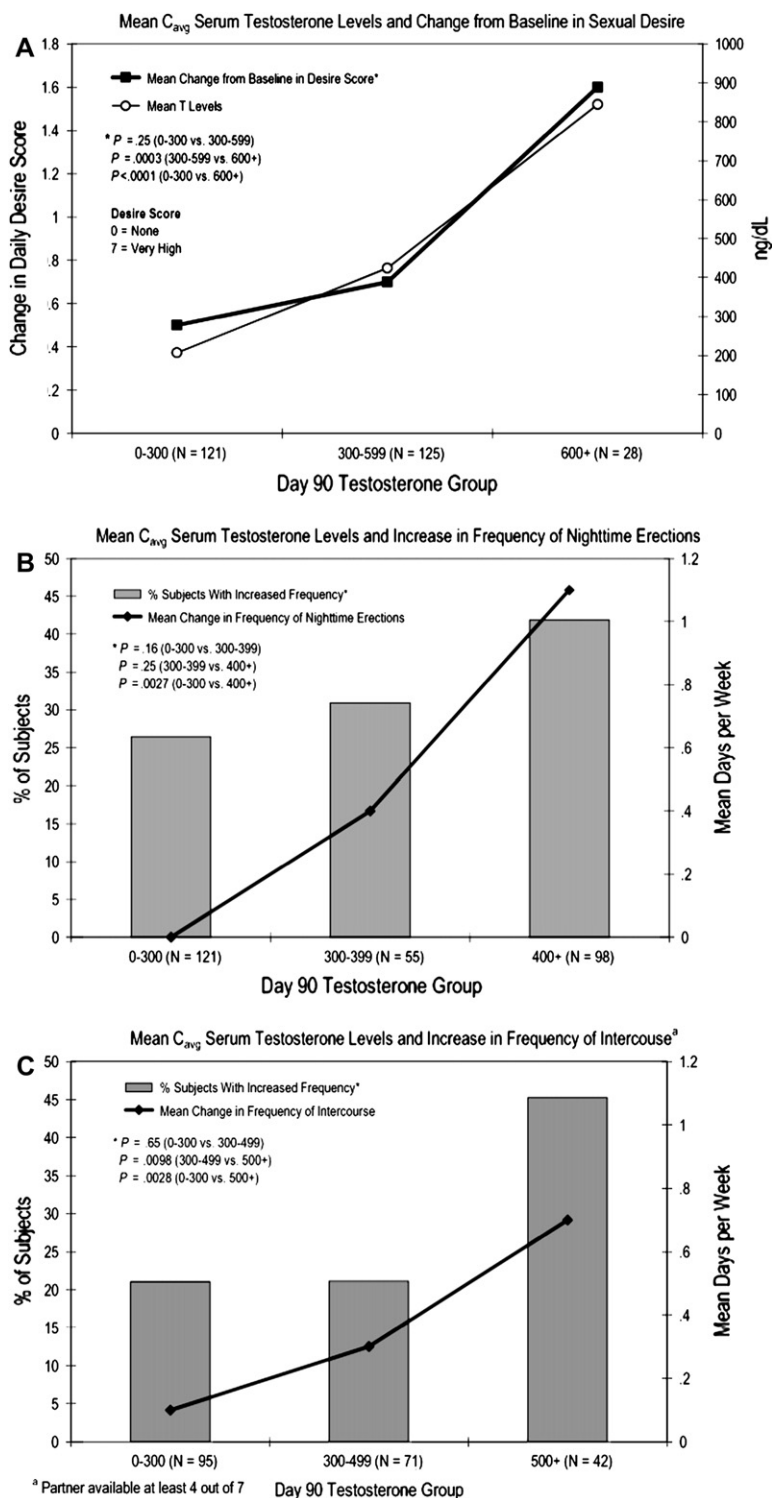 Mean Cavg Serum Testosterone Levels and Change from Baseline in Sexual Desire
A
1.8
1.6
1.4
1.2
1
0.8
0.6
.4
0.2
0
Change in Daily Desire Score
Mean Change from Baseline in Desire Score*
Mean T Levels
* P = .25 (0-300 vs. 300-599)
P = .0003 (300-599 vs. 600+)
P<.0001 (0-300 vs. 600+)
Desire Score
0 = None
7 = Very High
1000
900
800
700
600
500
400
300
200
100
0
ng/dL
0-300 (N = 121) 300-599 (N = 125) 600+ (N = 28)
Day 90 Testosterone Group
Mean Cavg Serum Testosterone Levels and Increase in Frequency of Nighttime Erections
B
50
45
40
35
30
25
20
15
10
5
0
% of Subjects
% Subjects With Increased Frequency*
Mean Change in Frequency of Nighttime Erections
* P = .16 (0-300 vs. 300-399)
P = .25 (300-399 vs. 400+)
P = .0027 (0-300 vs. 400+)
1.2
1
.8
.6
.4
.2
0
Mean Days per Week
0-300 (N = 121) 300-399 (N = 55) 400+ (N = 98)
Day 90 Testosterone Group
Mean Cavg Serum Testosterone Levels and Increase in Frequency of Intercouse a
C
50
45
40
35
30
25
20
15
10
5
0
% of Subjects
% Subjects With Increased Frequency*
Mean Change in Frequency of Intercourse
* P = .65 (0-300 vs. 300-499)
P = .0098 (300-499 vs. 500+)
P = .0028 (0-300 vs. 500+)
1.2
1
.8
.6
.4
.2
0
Mean Days per Week
0-300 (N = 95) 300-499 (N = 71) 500+ (N = 42)
a Partner available at least 4 out of 7 Day 90 Testosterone Group